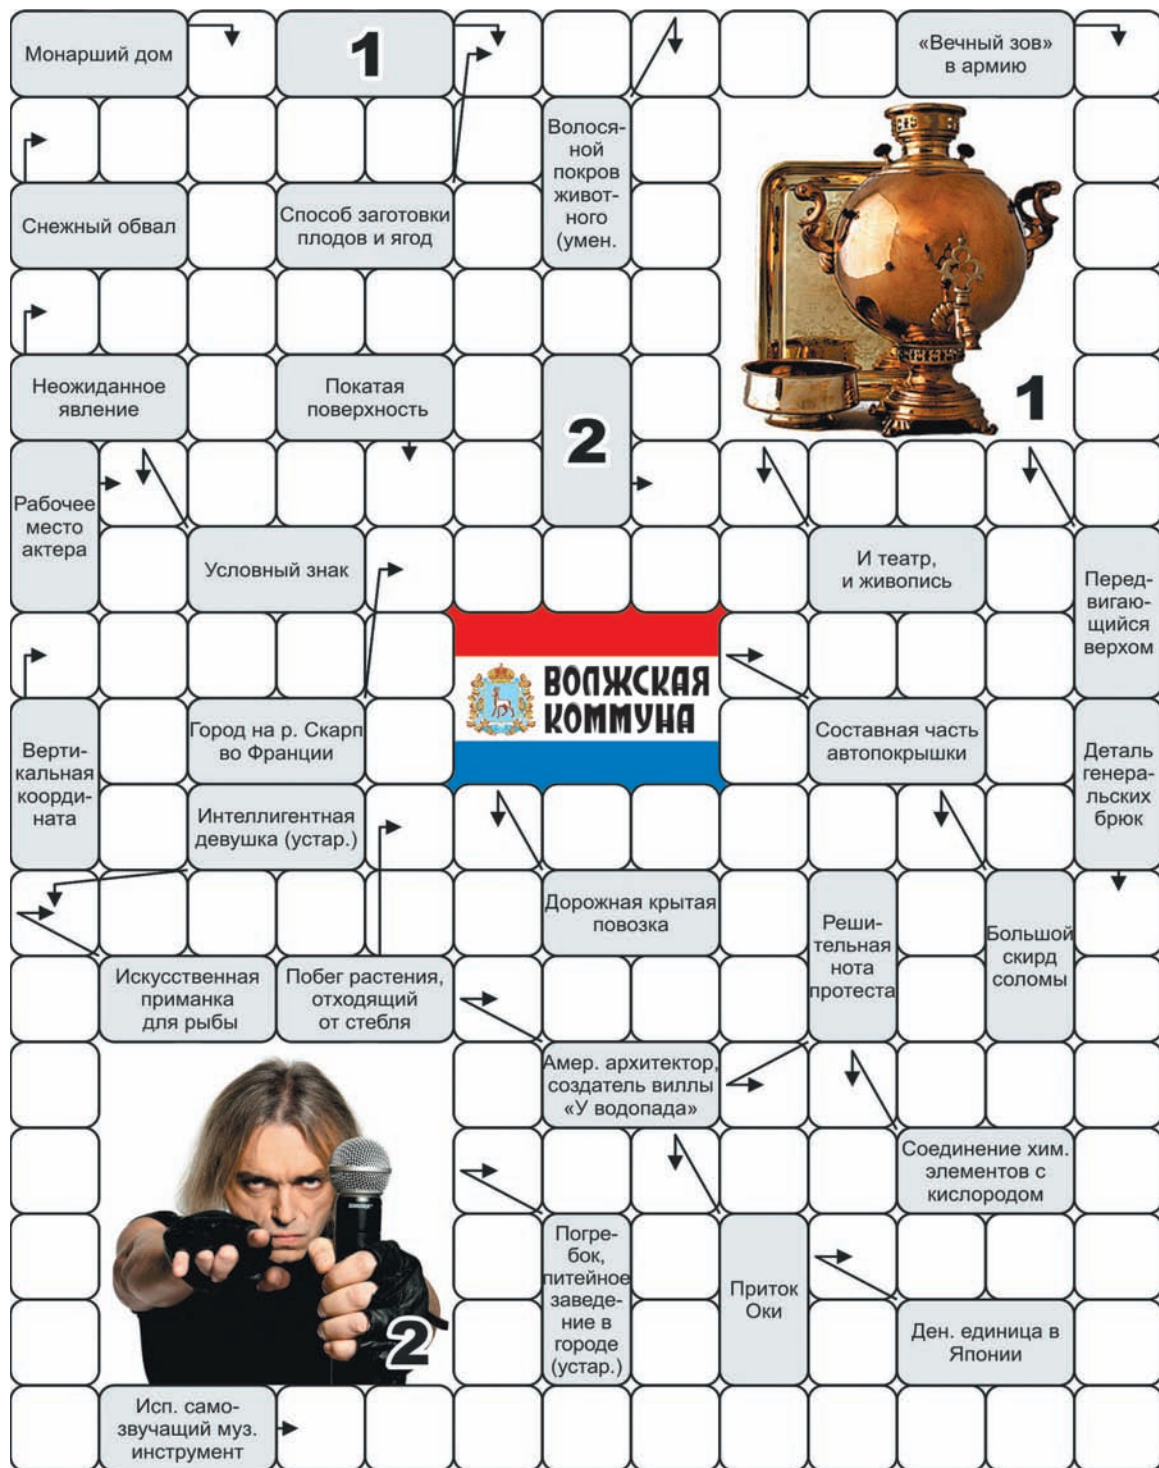 Монарший дом
1
«Вечный зов»
в армию
Волося-
ной
покров
живот-
ного
(умен.
Снежный обвал
Способ заготовки
плодов и ягод
Неожиданное
явление
Покатая
поверхность
2
1
Рабочее
место
актера
Условный знак
И театр,
и живопись
Перед-
вигаю-
щийся
верхом
ВОЛЖСКАЯ
КОММУНА
Верти-
кальная
коорди-
ната
Город на р. Скарп
во Франции
Составная часть
автопокрышки
Деталь
генера-
льских
брюк
Интеллигентная
девушка (устар.)
Дорожная крытая
повозка
Реши-
тельная
нота
протеста
Большой
скирд
соломы
Искусственная
приманка
для рыбы
Побег растения,
отходящий
от стебля
Амер. архитектор,
создатель виллы
«У водопада»
Соединение хим.
элементов с
кислородом
Погре-
бок,
питейное
заведе-
ние в
городе
(устар.)
Приток
Оки
Ден. единица в
Японии
2
Исп. само-
звучащий муз.
инструмент